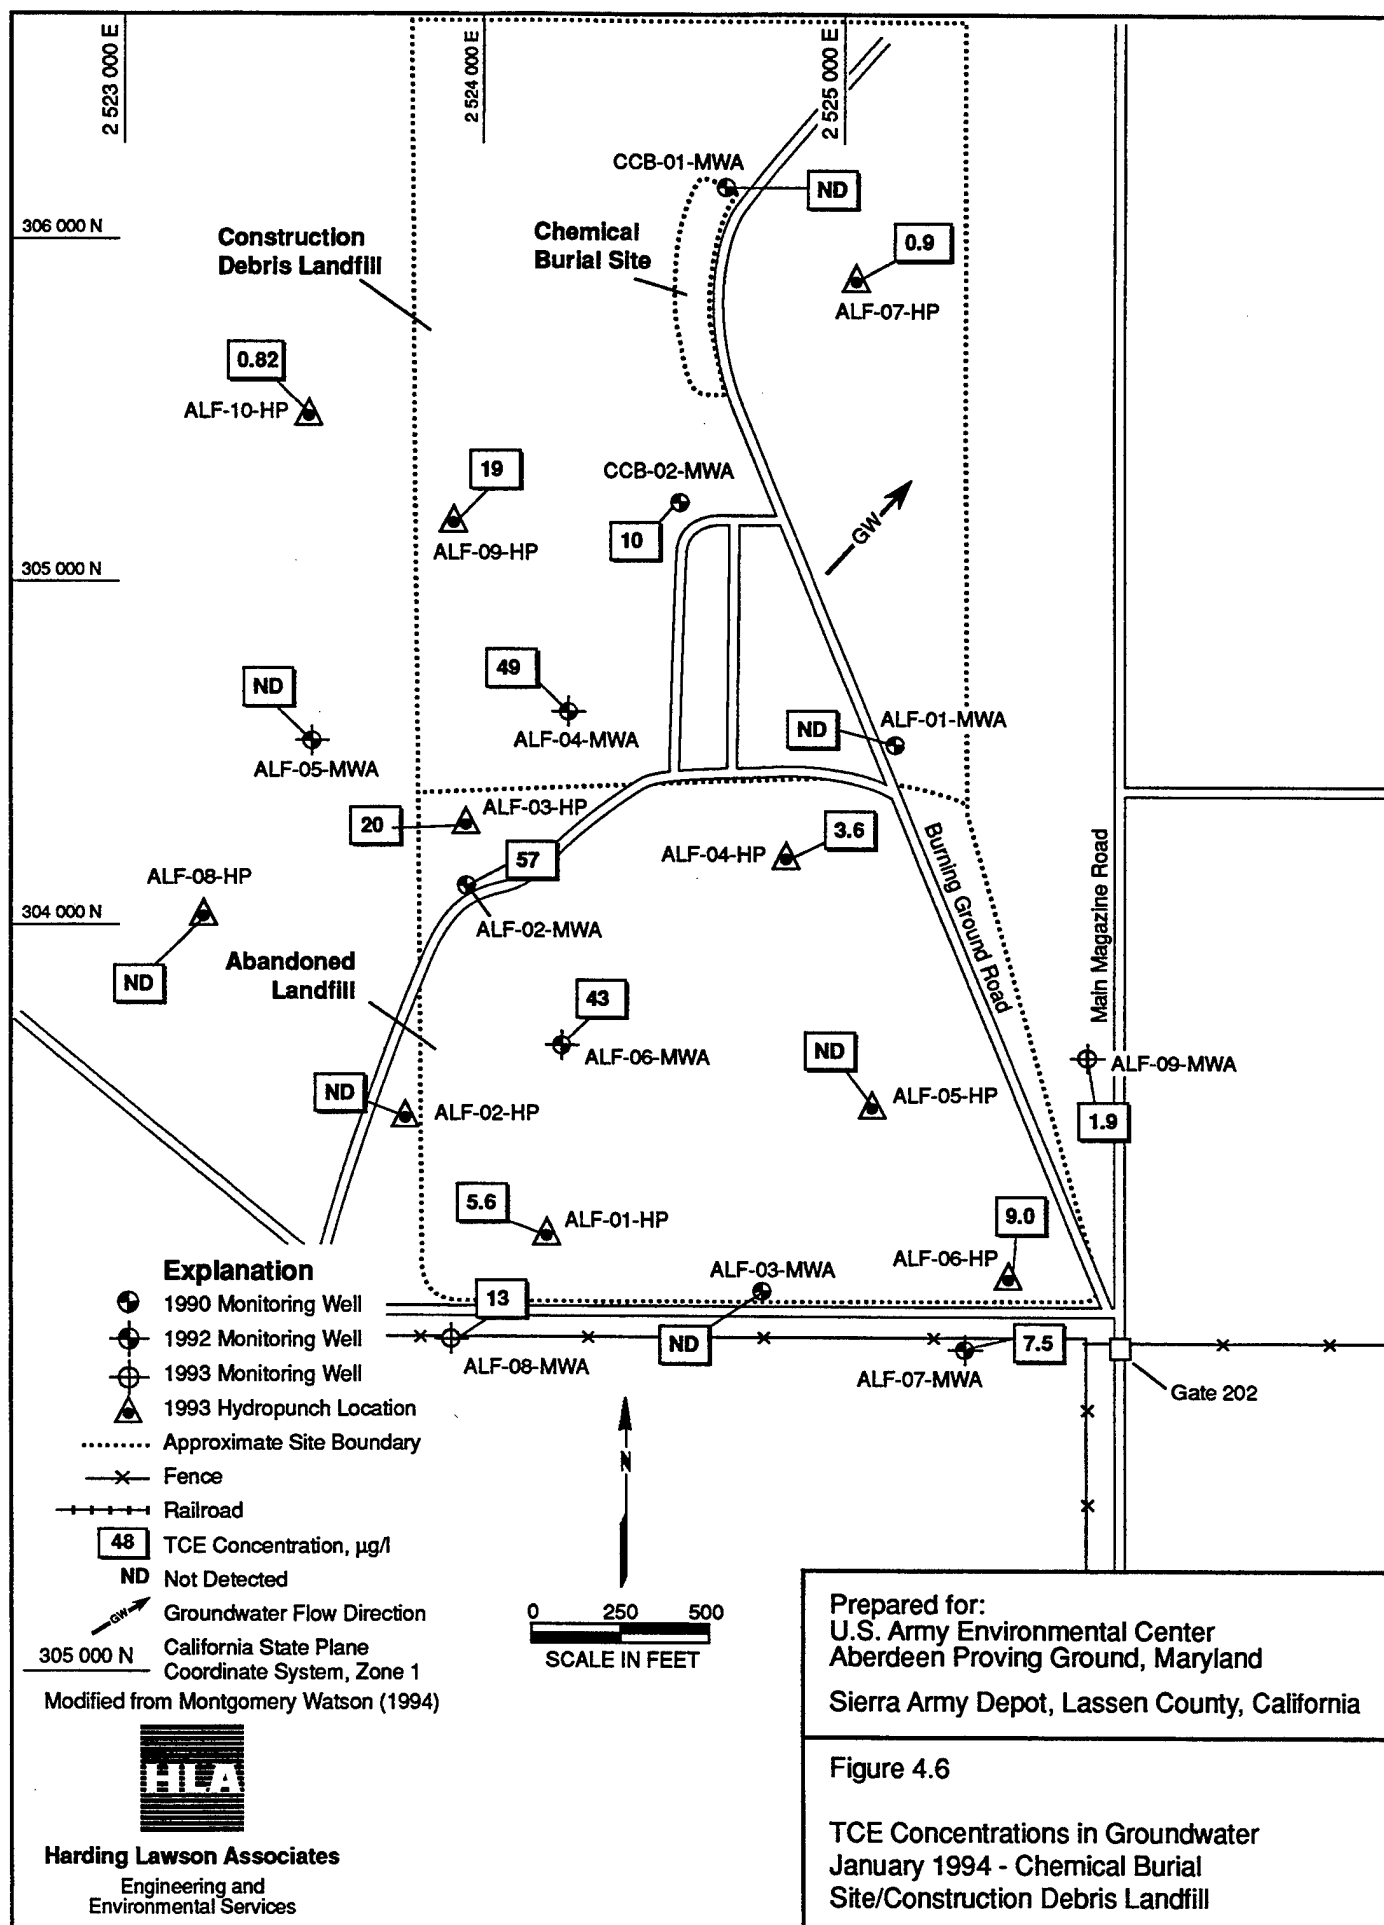 2 523 000 E
2 524 000 E
2 525 000 E
CCB-01-MWA
ND
306 000 N
Construction
Debris Landfill
Chemical
Burial Site
0.9
ALF-07-HP
0.82
ALF-10-HP
19
CCB-02-MWA
ALF-09-HP
10
GW
305 000 N
49
ND
ALF-04-MWA
ALF-05-MWA
ND
ALF-01-MWA
ALF-03-HP
20
57
ALF-04-HP
3.6
ALF-08-HP
304 000 N
ALF-02-MWA
ND
Abandoned
Landfill
43
ALF-06-MWA
Burning Ground Road
Main Magazine Road
ND
ALF-05-HP
ALF-09-MWA
1.9
ND
ALF-02-HP
5.6
ALF-01-HP
9.0
ALF-06-HP
ALF-03-MWA
13
ALF-08-MWA
ND
7.5
ALF-07-MWA
Gate 202
Explanation
1990 Monitoring Well
1992 Monitoring Well
1993 Monitoring Well
1993 Hydropunch Location
Approximate Site Boundary
Fence
Railroad
48 TCE Concentration, µg/l
ND Not Detected
GW Groundwater Flow Direction
305 000 N California State Plane
Coordinate System, Zone 1
Modified from Montgomery Watson (1994)
N
0 250 500
SCALE IN FEET
HLA
Harding Lawson Associates
Engineering and
Environmental Services
Prepared for:
U.S. Army Environmental Center
Aberdeen Proving Ground, Maryland
Sierra Army Depot, Lassen County, California
Figure 4.6
TCE Concentrations in Groundwater
January 1994 - Chemical Burial
Site/Construction Debris Landfill